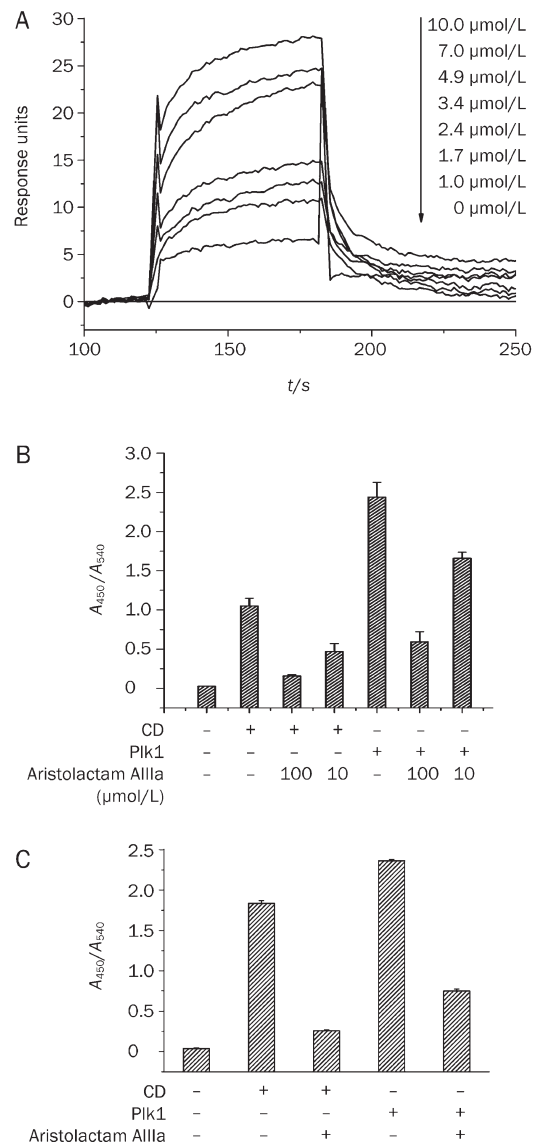 A
Response units
30
25
20
15
10
5
0
100
150
200
250
t/s
10.0 µmol/L
7.0 µmol/L
4.9 µmol/L
3.4 µmol/L
2.4 µmol/L
1.7 µmol/L
1.0 µmol/L
0 µmol/L
B
A450/A540
3.0
2.5
2.0
1.5
1.0
0.5
0
CD – + + + – – –
Plk1 – – – – + + +
Aristolactam AIIIa – – 100 10 – 100 10
(µmol/L)
C
A450/A540
2.5
2.0
1.5
1.0
0.5
0
CD – + + – –
Plk1 – – – + +
Aristolactam AIIIa – – + – +